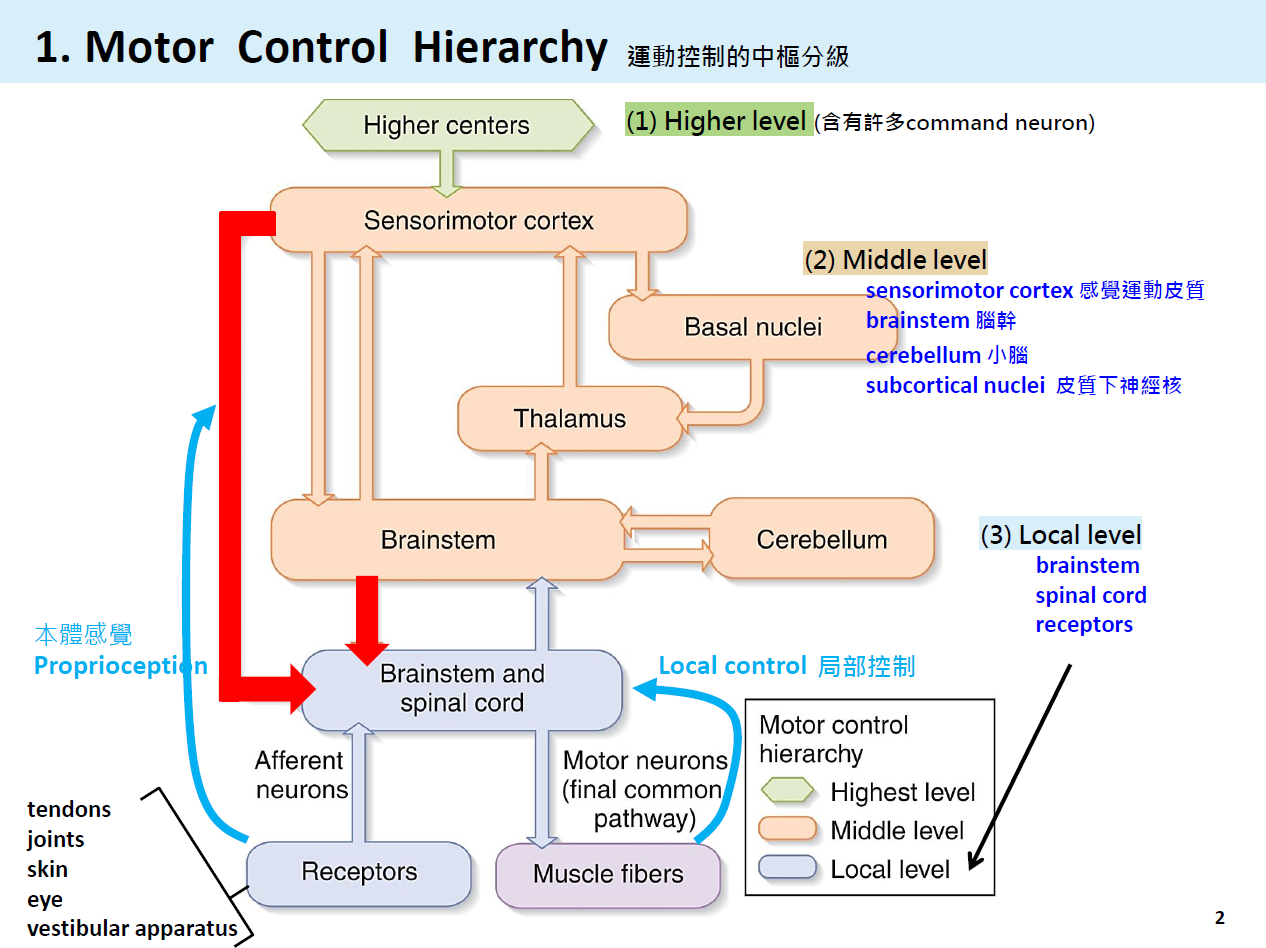 1. Motor Control Hierarchy 運動控制的中樞分級
Higher centers
(1) Higher level (含有許多command neuron)
Sensorimotor cortex
(2) Middle level
sensorimotor cortex 感覺運動皮質
brainstem 腦幹
cerebellum 小腦
subcortical nuclei 皮質下神經核
Basal nuclei
Thalamus
Brainstem
Cerebellum
(3) Local level
brainstem
spinal cord
receptors
本體感覺
Proprioception
Brainstem and
spinal cord
Local control 局部控制
Afferent
neurons
Motor neurons
(final common
pathway)
Motor control
hierarchy
Highest level
Middle level
Local level
tendons
joints
skin
eye
vestibular apparatus
Receptors
Muscle fibers
2